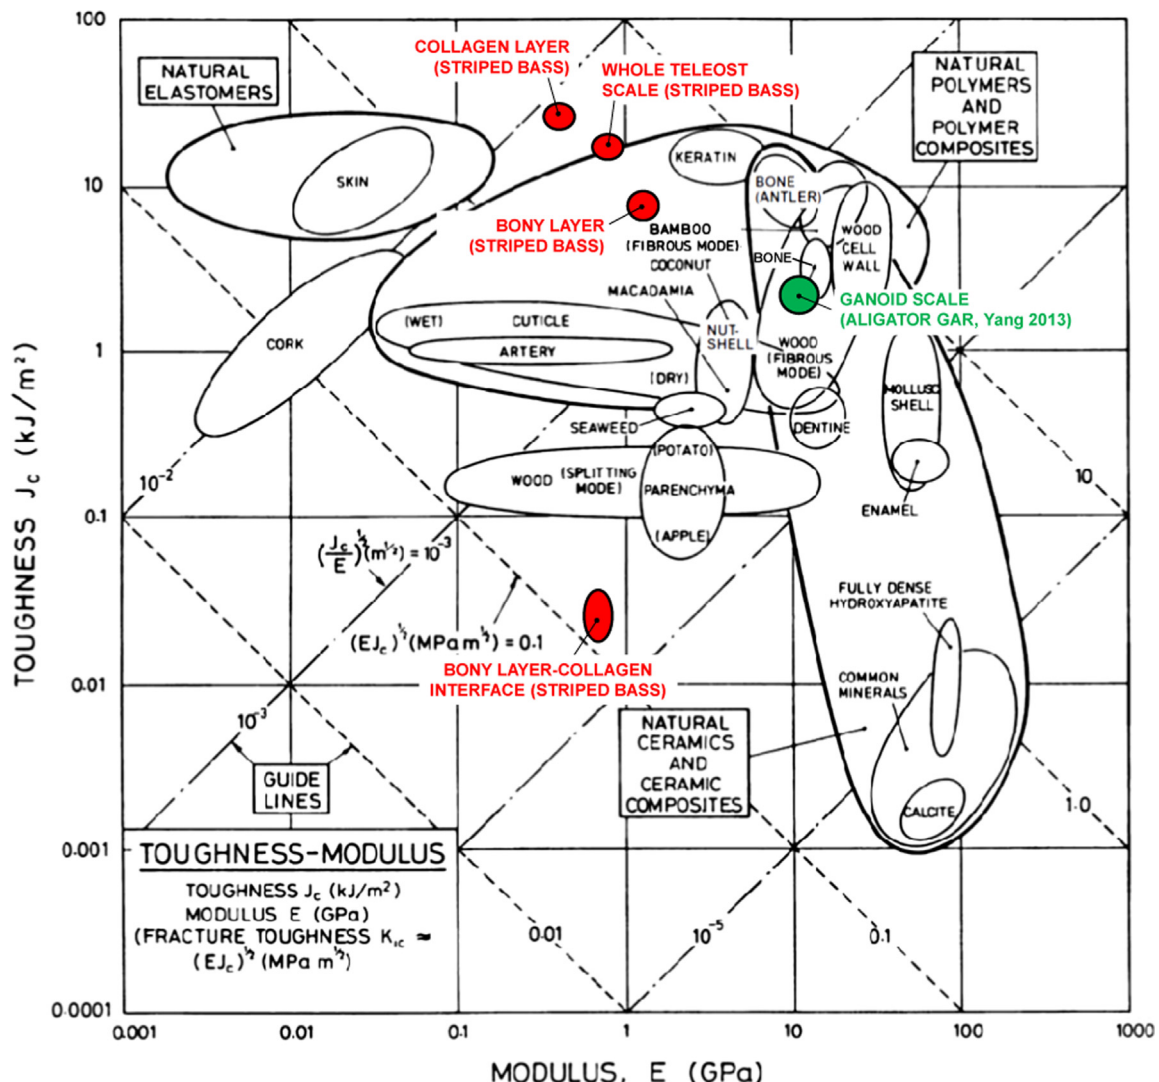 100
10
1
0.1
0.01
0.001
0.0001
TOUGHNESS Jc (kJ/m²)
COLLAGEN LAYER
(STRIPED BASS)
WHOLE TELEOST
SCALE (STRIPED BASS)
NATURAL
ELASTOMERS
NATURAL
POLYMERS
AND
POLYMER
COMPOSITES
SKIN
KERATIN
BONE
(ANTLER)
BONY LAYER
(STRIPED BASS)
BAMBOO
(FIBROUS MODE)
COCONUT
MACADAMIA
WOOD
CELL
WALL
BONE
GANOID SCALE
(ALIGATOR GAR, Yang 2013)
CORK
(WET)
CUTICLE
ARTERY
(DRY)
NUT-
SHELL
WOOD
(FIBROUS
MODE)
MOLLUSC
SHELL
SEAWEED
DENTINE
(POTATO)
WOOD (SPLITTING
MODE)
PARENCHYMA
(APPLE)
ENAMEL
10⁻²
10
(Jc/E)^½ (m^½) = 10⁻³
(EJc)^½ (MPa m^½) = 0.1
FULLY DENSE
HYDROXYAPATITE
BONY LAYER-COLLAGEN
INTERFACE (STRIPED BASS)
COMMON
MINERALS
10⁻³
GUIDE
LINES
NATURAL
CERAMICS
AND
CERAMIC
COMPOSITES
CALCITE
1.0
TOUGHNESS-MODULUS
TOUGHNESS Jc (kJ/m²)
MODULUS E (GPa)
(FRACTURE TOUGHNESS KIC ≈
(EJc)^½ (MPa m^½)
0.01
10⁻⁵
0.1
0.001
0.01
0.1
1
10
100
1000
MODULUS, E (GPa)